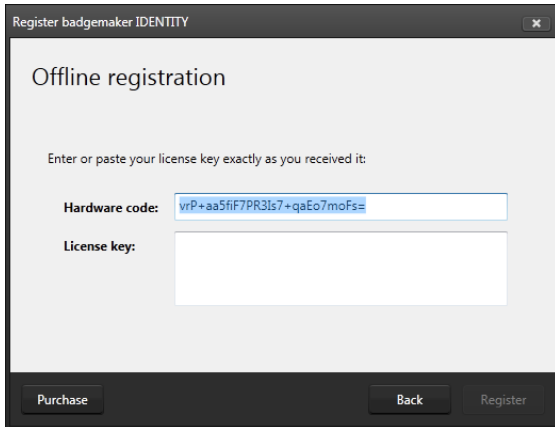 Register badgemaker IDENTITY
Offline registration
Enter or paste your license key exactly as you received it:
Hardware code: vrP+aa5fiF7PR3Is7+qaEo7moFs=
License key:
Purchase Back Register